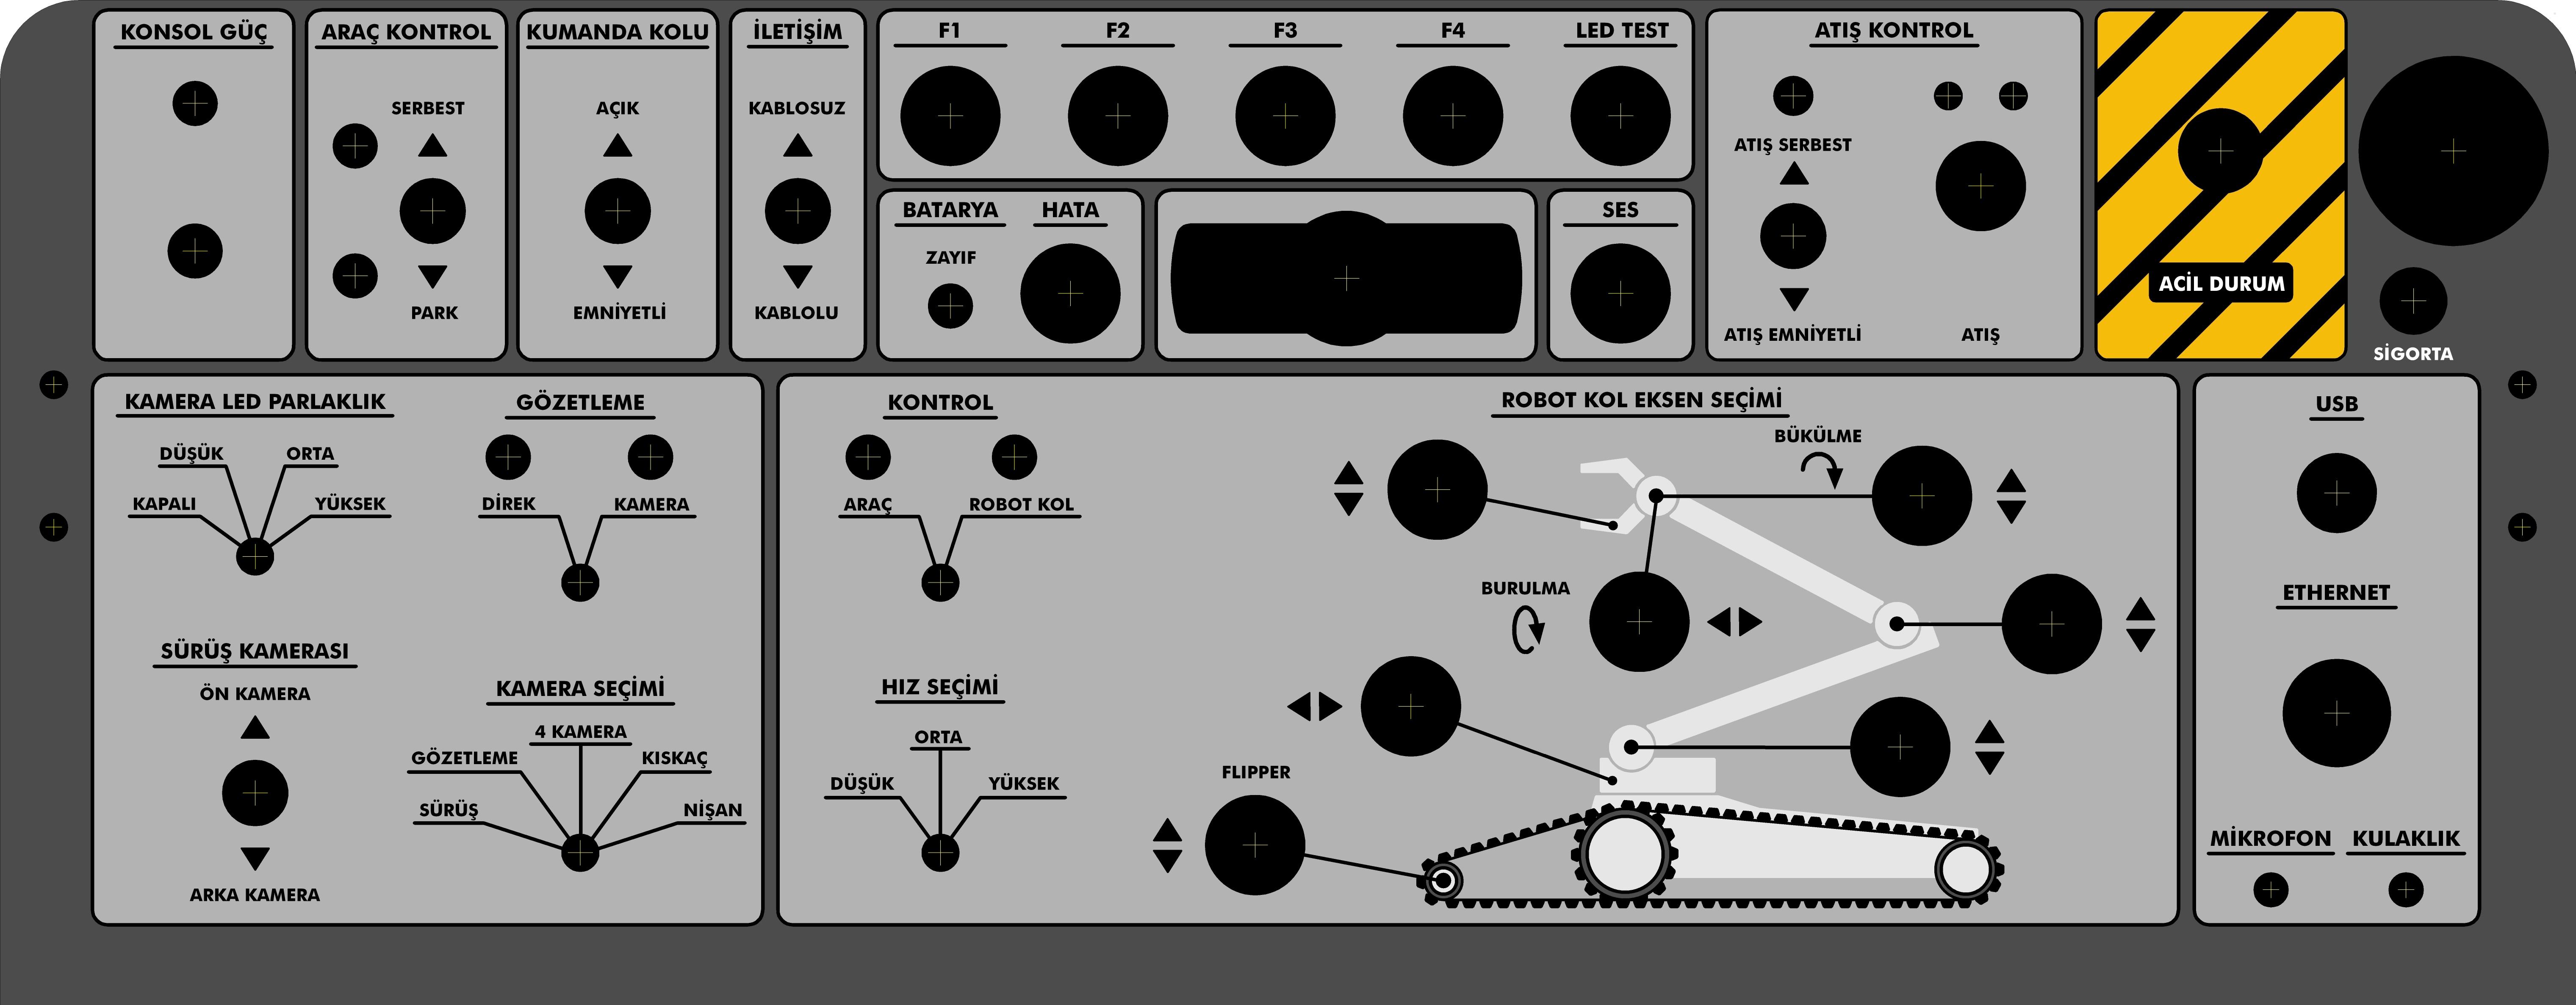 KONSOL GÜÇ
ARAÇ KONTROL
SERBEST
PARK
KUMANDA KOLU
AÇIK
EMNİYETLİ
İLETİŞİM
KABLOSUZ
KABLOLU
F1
F2
F3
F4
LED TEST
BATARYA
HATA
ZAYIF
SES
ATIŞ KONTROL
ATIŞ SERBEST
ATIŞ EMNİYETLİ
ATIŞ
ACİL DURUM
SİGORTA
KAMERA LED PARLAKLIK
DÜŞÜK
ORTA
KAPALI
YÜKSEK
GÖZETLEME
DİREK
KAMERA
SÜRÜŞ KAMERASI
ÖN KAMERA
ARKA KAMERA
KAMERA SEÇİMİ
4 KAMERA
GÖZETLEME
KISKAÇ
SÜRÜŞ
NİŞAN
KONTROL
ARAÇ
ROBOT KOL
HIZ SEÇİMİ
ORTA
DÜŞÜK
YÜKSEK
ROBOT KOL EKSEN SEÇİMİ
BÜKÜLME
BURULMA
FLIPPER
USB
ETHERNET
MİKROFON
KULAKLIK